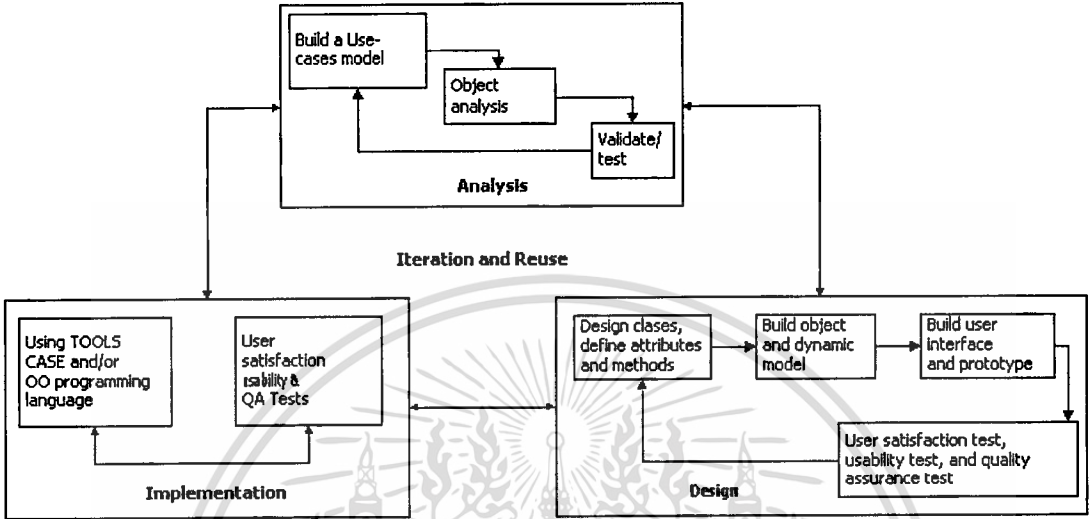 Build a Use-
cases model
Object
analysis
Validate/
test
Analysis
Iteration and Reuse
Using TOOLS
CASE and/or
OO programming
language
User
satisfaction
usability &
QA Tests
Implementation
Design clases,
define attributes
and methods
Build object
and dynamic
model
Build user
interface
and prototype
User satisfaction test,
usability test, and quality
assurance test
Design